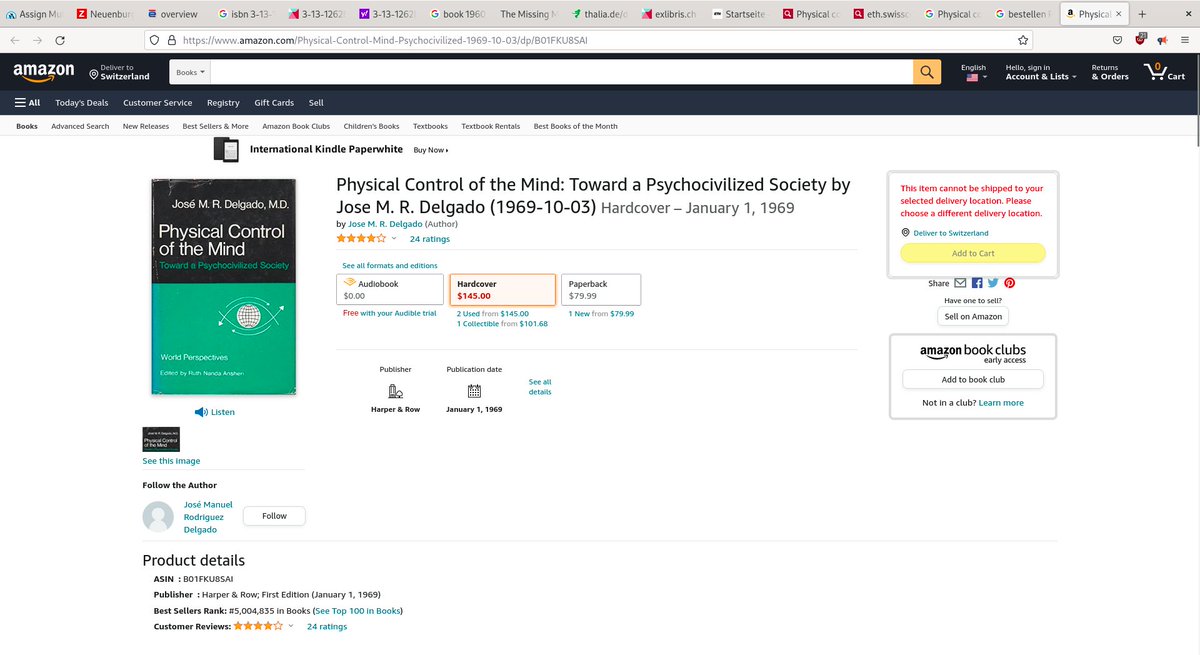 Assign Mu
Neuenbur
overview
isbn 3-13-
3-13-1262
3-13-1262
book 1960
The Missing M
thalia.de/
exlibris.ch
Startseite
Physical co
eth.swissc
Physical co
bestellen
Physical
https://www.amazon.com/Physical-Control-Mind-Psychocivilized-1969-10-03/dp/B01FKU8SAI
amazon
Deliver to
Switzerland
Books
English
Hello, sign in
Account & Lists
Returns
& Orders
0
Cart
All
Today's Deals
Customer Service
Registry
Gift Cards
Sell
Books
Advanced Search
New Releases
Best Sellers & More
Amazon Book Clubs
Children's Books
Textbooks
Textbook Rentals
Best Books of the Month
International Kindle Paperwhite
Buy Now
José M. R. Delgado, M.D.
Physical Control
of the Mind
Toward a Psychocivilized Society
World Perspectives
Edited by Ruth Nanda Anshen
Listen
Physical Control
of the Mind
See this image
Follow the Author
José Manuel
Rodriguez
Delgado
Follow
Physical Control of the Mind: Toward a Psychocivilized Society by
Jose M. R. Delgado (1969-10-03) Hardcover – January 1, 1969
by Jose M. R. Delgado (Author)
24 ratings
See all formats and editions
Audiobook
$0.00
Free with your Audible trial
Hardcover
$145.00
2 Used from $145.00
1 Collectible from $101.68
Paperback
$79.99
1 New from $79.99
Publisher
Harper & Row
Publication date
January 1, 1969
See all
details
This item cannot be shipped to your
selected delivery location. Please
choose a different delivery location.
Deliver to Switzerland
Add to Cart
Share
Have one to sell?
Sell on Amazon
amazon book clubs
early access
Add to book club
Not in a club? Learn more
Product details
ASIN : B01FKU8SAI
Publisher : Harper & Row; First Edition (January 1, 1969)
Best Sellers Rank: #5,004,835 in Books (See Top 100 in Books)
Customer Reviews:
24 ratings